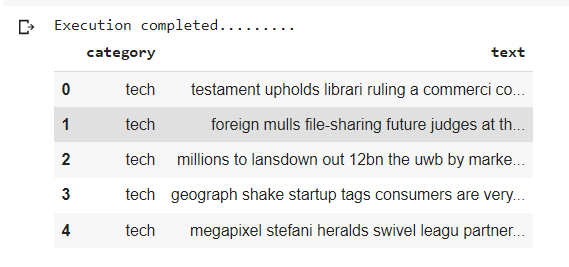 Execution completed.........
category text
0 tech testament upholds librari ruling a commerci co...
1 tech foreign mulls file-sharing future judges at th...
2 tech millions to lansdown out 12bn the uwb by marke...
3 tech geograph shake startup tags consumers are very...
4 tech megapixel stefani heralds swivel leagu partner...